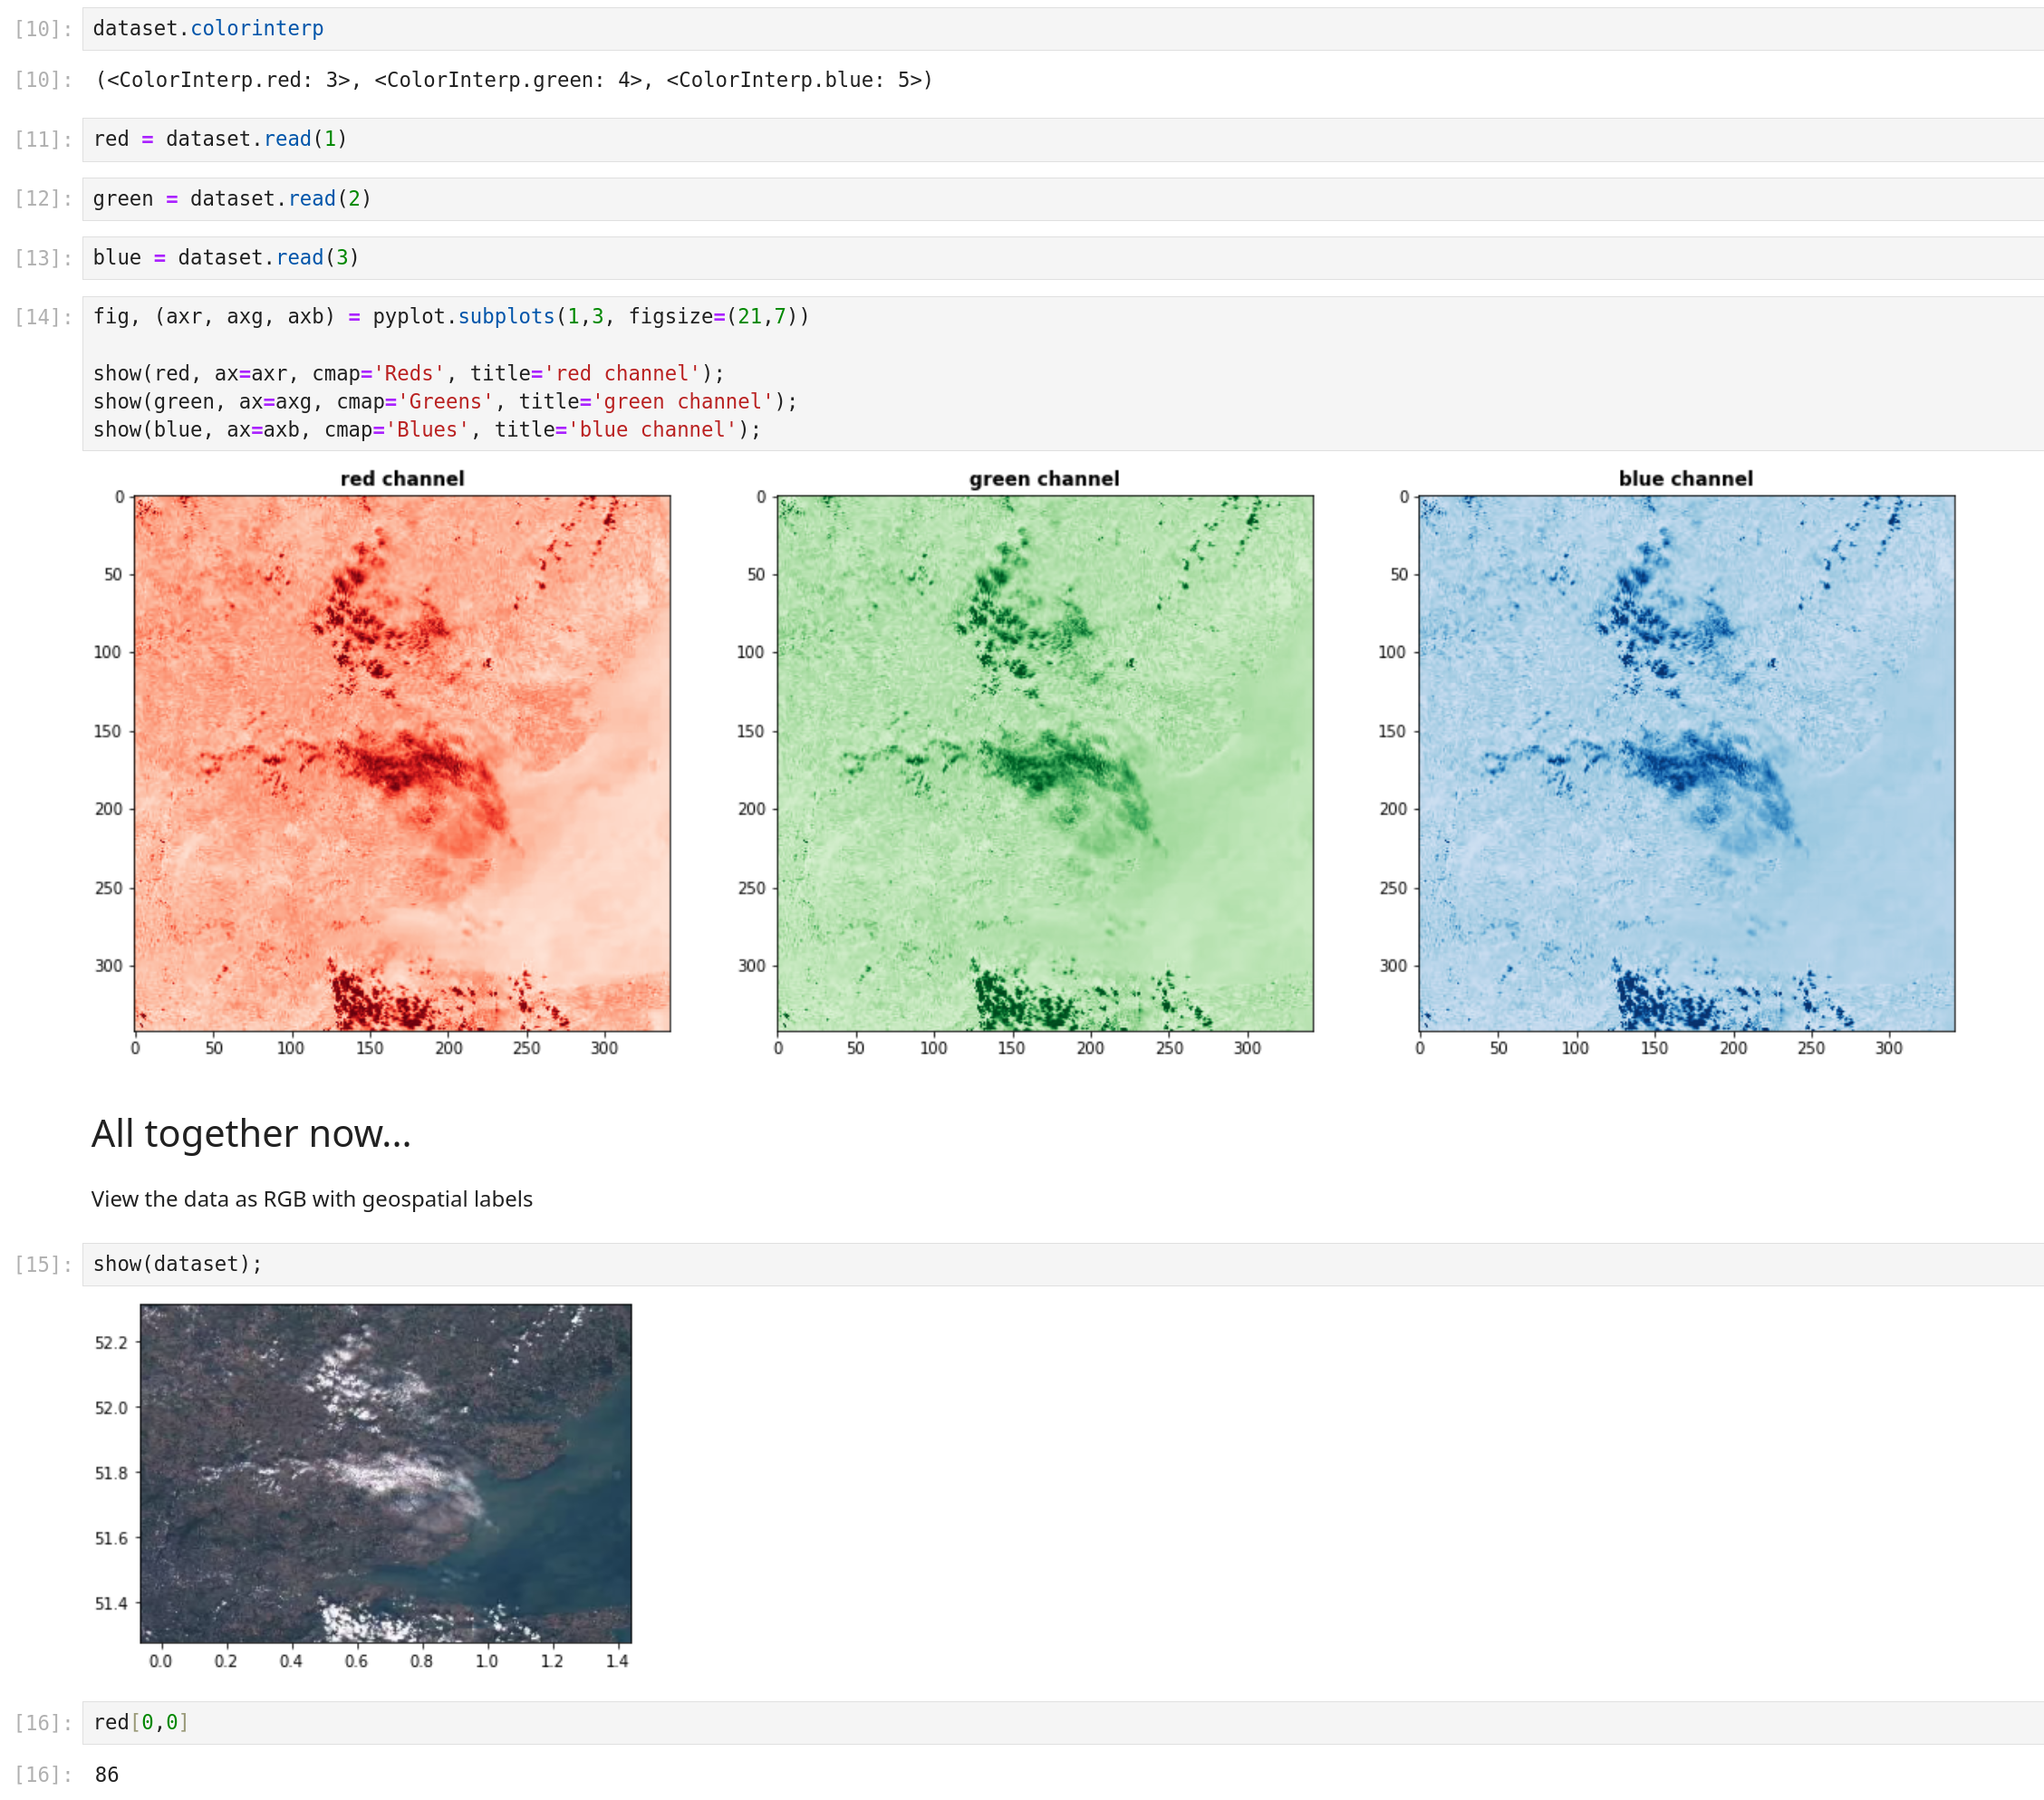 [10]: dataset.colorinterp
[10]: (<ColorInterp.red: 3>, <ColorInterp.green: 4>, <ColorInterp.blue: 5>)
[11]: red = dataset.read(1)
[12]: green = dataset.read(2)
[13]: blue = dataset.read(3)
[14]: fig, (axr, axg, axb) = pyplot.subplots(1,3, figsize=(21,7))
show(red, ax=axr, cmap='Reds', title='red channel');
show(green, ax=axg, cmap='Greens', title='green channel');
show(blue, ax=axb, cmap='Blues', title='blue channel');
red channel
0
50
100
150
200
250
300
0 50 100 150 200 250 300
green channel
0
50
100
150
200
250
300
0 50 100 150 200 250 300
blue channel
0
50
100
150
200
250
300
0 50 100 150 200 250 300
All together now...
View the data as RGB with geospatial labels
[15]: show(dataset);
52.2
52.0
51.8
51.6
51.4
0.0 0.2 0.4 0.6 0.8 1.0 1.2 1.4
[16]: red[0,0]
[16]: 86